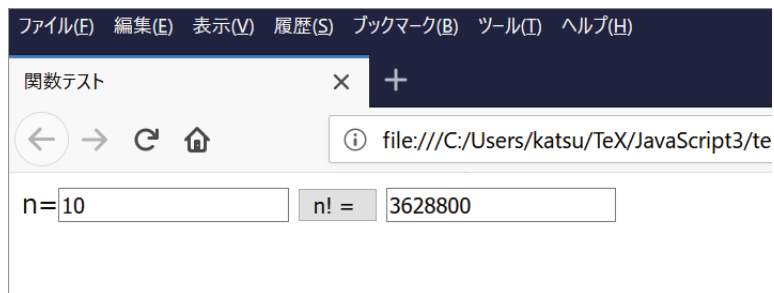 ファイル(F) 編集(E) 表示(V) 履歴(S) ブックマーク(B) ツール(T) ヘルプ(H)
関数テスト
file:///C:/Users/katsu/TeX/JavaScript3/te
n=10 n! = 3628800